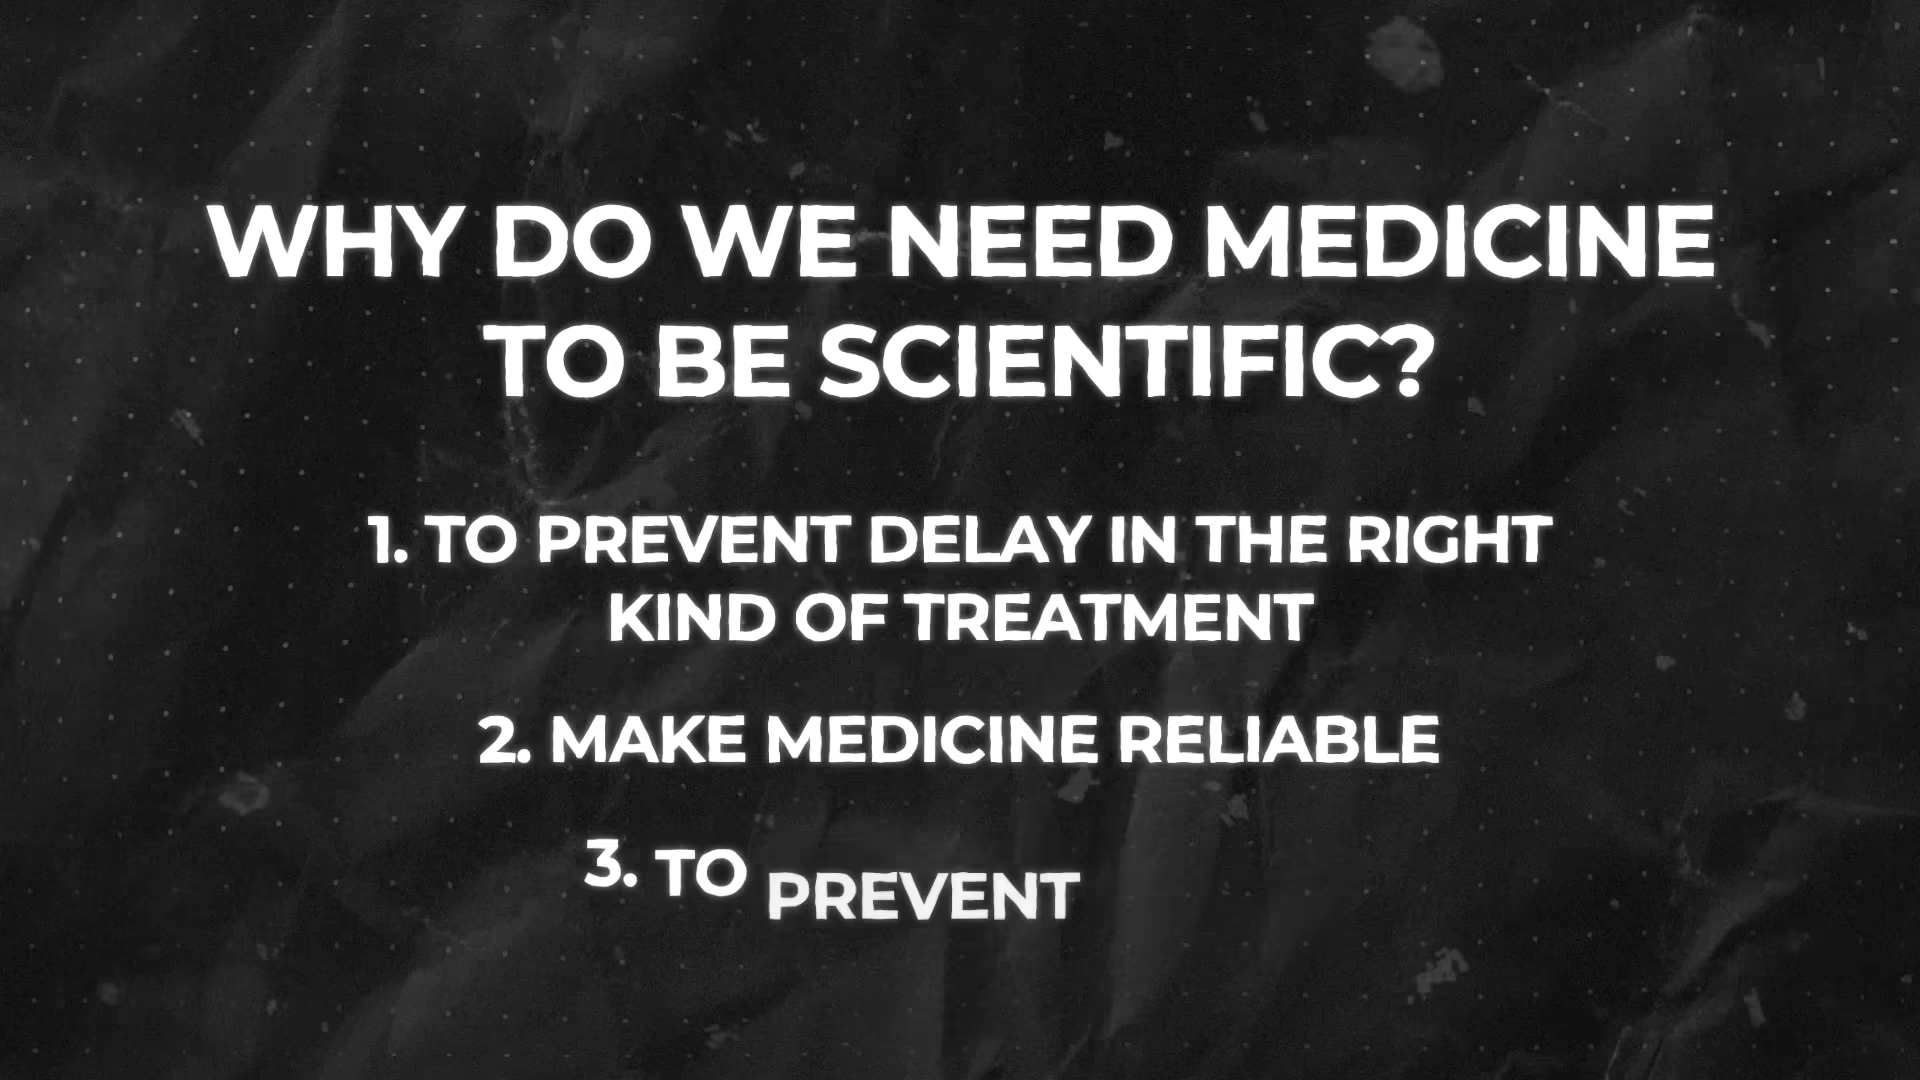 WHY DO WE NEED MEDICINE
TO BE SCIENTIFIC?
1. TO PREVENT DELAY IN THE RIGHT
KIND OF TREATMENT
2. MAKE MEDICINE RELIABLE
3. TO PREVENT